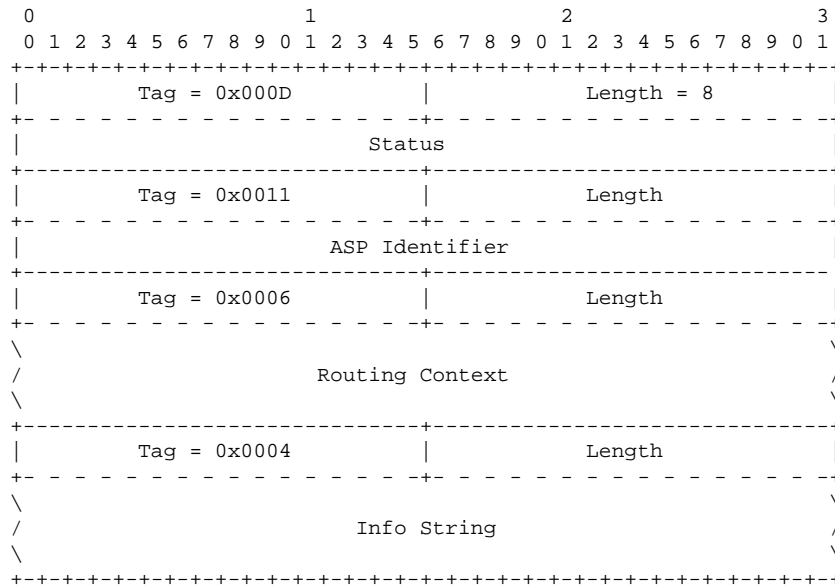 0                   1                   2                   3
0 1 2 3 4 5 6 7 8 9 0 1 2 3 4 5 6 7 8 9 0 1 2 3 4 5 6 7 8 9 0 1
+-+-+-+-+-+-+-+-+-+-+-+-+-+-+-+-+-+-+-+-+-+-+-+-+-+-+-+-+-+-+-+-+
|         Tag = 0x000D          |            Length = 8         |
+- - - - - - - - - - - - - - - -+- - - - - - - - - - - - - - - -+
|                           Status                              |
+-------------------------------+-------------------------------+
|         Tag = 0x0011          |            Length             |
+- - - - - - - - - - - - - - - -+- - - - - - - - - - - - - - - -+
|                        ASP Identifier                         |
+-------------------------------+-------------------------------
|         Tag = 0x0006          |            Length             |
+- - - - - - - - - - - - - - - -+- - - - - - - - - - - - - - - -+
\                                                               \
/                       Routing Context                         /
\                                                               \
+-------------------------------+-------------------------------+
|         Tag = 0x0004          |            Length             |
+- - - - - - - - - - - - - - - -+- - - - - - - - - - - - - - - -+
\                                                               \
/                          Info String                          /
\                                                               \
+-+-+-+-+-+-+-+-+-+-+-+-+-+-+-+-+-+-+-+-+-+-+-+-+-+-+-+-+-+-+-+-+